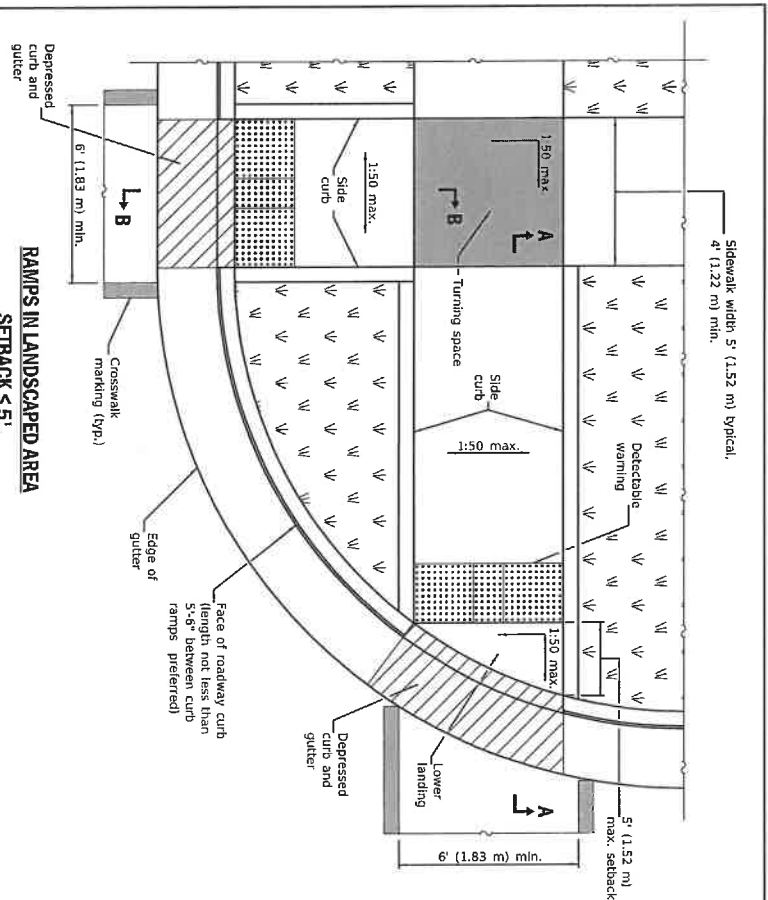 Sidewalk width 5' (1.52 m) typical,
4' (1.22 m) min.
Detectable
warning
5' (1.52 m)
max. setback
1:50 max.
A
B
Turning space
Side
curb
1:50 max.
1:50 max.
Lower
landing
A
6' (1.83 m) min.
Side
curb
1:50 max.
Depressed
curb and
gutter
Depressed
curb and
gutter
Face of roadway curb
(length not less than
5'-6" between curb
ramps preferred)
Edge of
gutter
Crosswalk
marking (typ.)
B
6' (1.83 m) min.
RAMPS IN LANDSCAPED AREA
SETBACK ≤ 5'